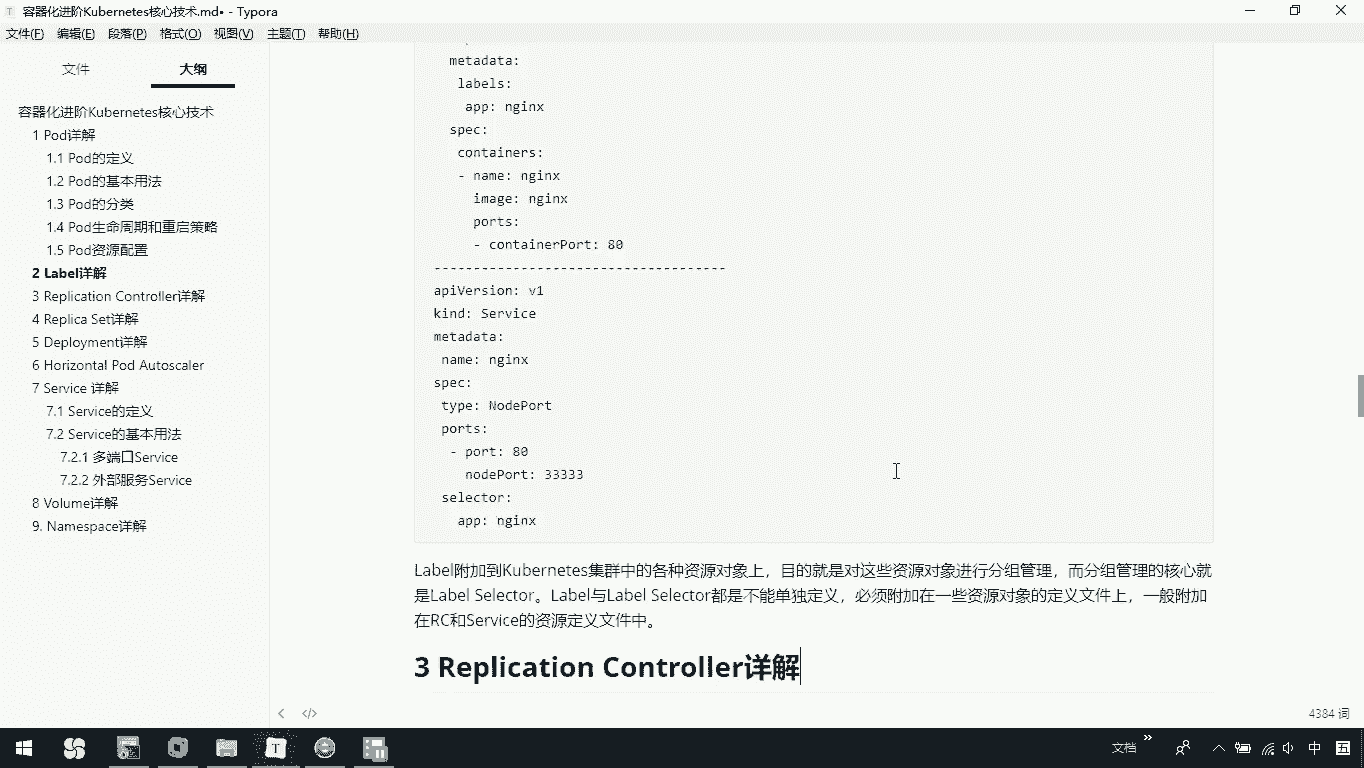 容器化进阶Kubernetes核心技术.md• - Typora
文件(F) 编辑(E) 段落(P) 格式(O) 视图(V) 主题(T) 帮助(H)
文件 大纲
容器化进阶Kubernetes核心技术
1 Pod详解
1.1 Pod的定义
1.2 Pod的基本用法
1.3 Pod的分类
1.4 Pod生命周期和重启策略
1.5 Pod资源配置
2 Label详解
3 Replication Controller详解
4 Replica Set详解
5 Deployment详解
6 Horizontal Pod Autoscaler
7 Service 详解
7.1 Service的定义
7.2 Service的基本用法
7.2.1 多端口Service
7.2.2 外部服务Service
8 Volume详解
9. Namespace详解
metadata:
labels:
app: nginx
spec:
containers:
- name: nginx
image: nginx
ports:
- containerPort: 80
-------------------------------------
apiVersion: v1
kind: Service
metadata:
name: nginx
spec:
type: NodePort
ports:
- port: 80
nodePort: 33333
selector:
app: nginx
Label附加到Kubernetes集群中的各种资源对象上，目的就是对这些资源对象进行分组管理，而分组管理的核心就
是Label Selector。Label与Label Selector都是不能单独定义，必须附加在一些资源对象的定义文件上，一般附加
在RC和Service的资源定义文件中。
3 Replication Controller详解
4384 词
文档 中 五